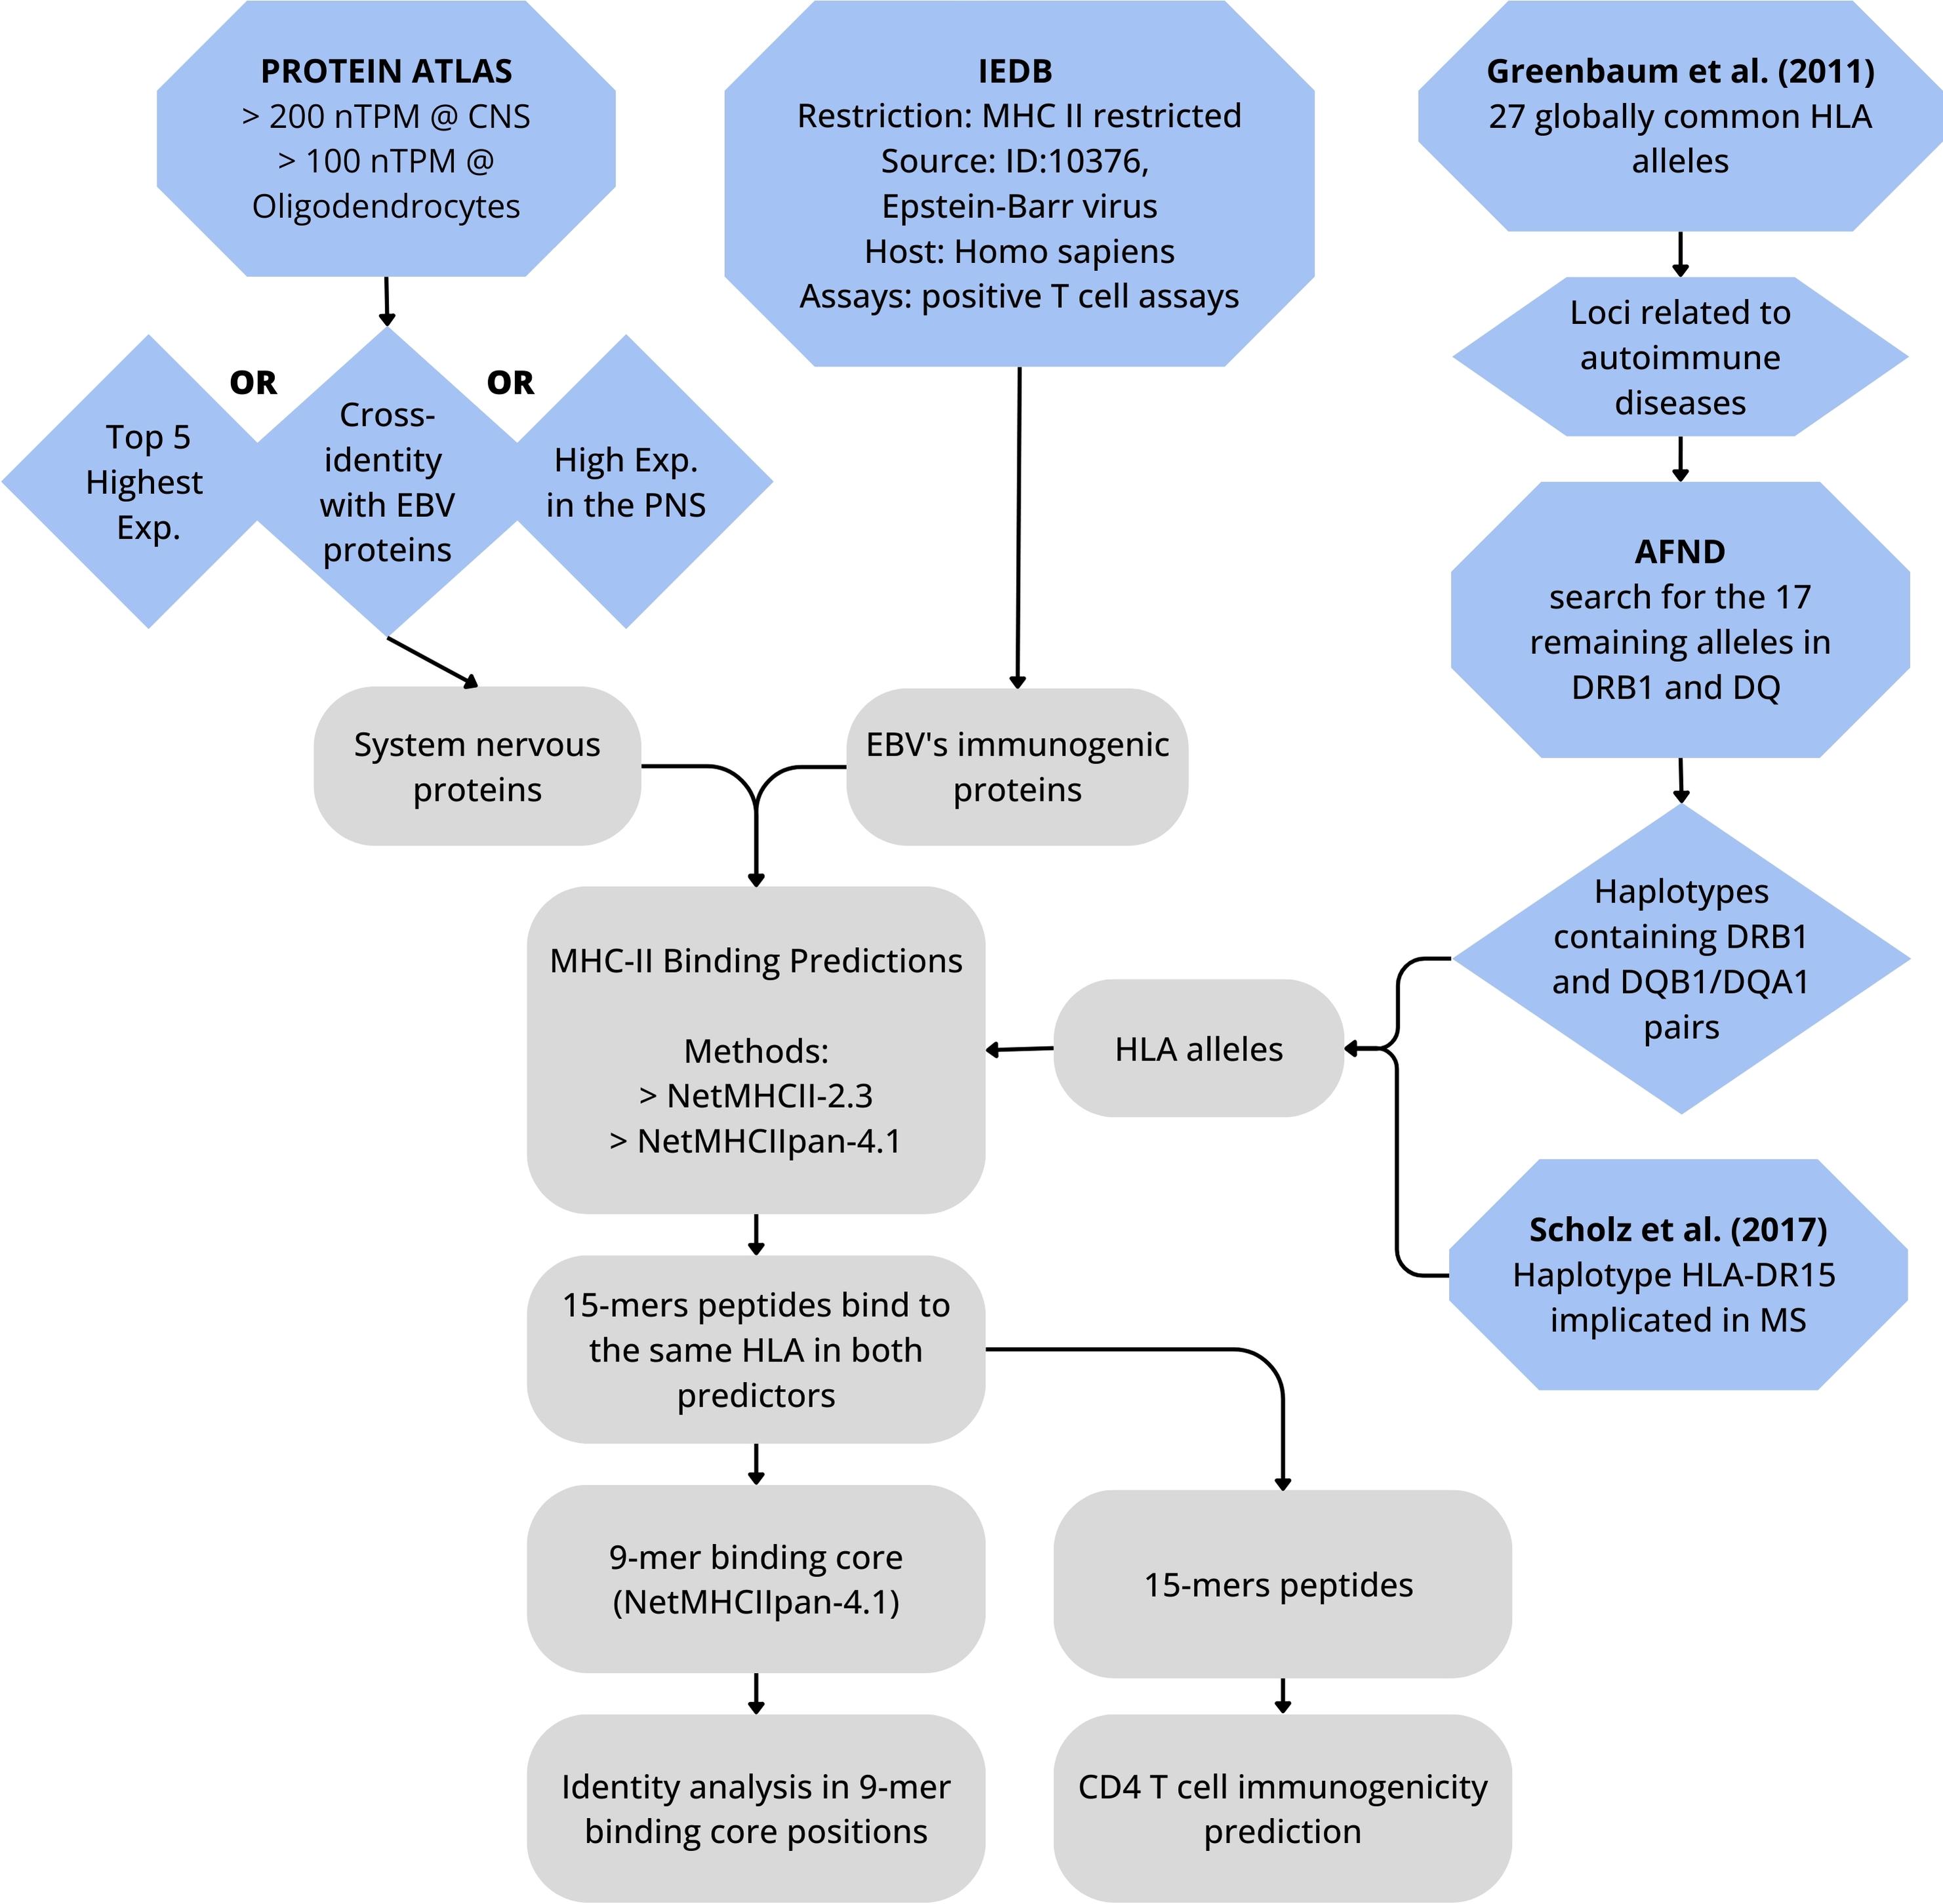 PROTEIN ATLAS
> 200 nTPM @ CNS
> 100 nTPM @
Oligodendrocytes
IEDB
Restriction: MHC II restricted
Source: ID:10376,
Epstein-Barr virus
Host: Homo sapiens
Assays: positive T cell assays
Greenbaum et al. (2011)
27 globally common HLA
alleles
Loci related to
autoimmune
diseases
OR
OR
Top 5
Highest
Exp.
Cross-
identity
with EBV
proteins
High Exp.
in the PNS
AFND
search for the 17
remaining alleles in
DRB1 and DQ
System nervous
proteins
EBV's immunogenic
proteins
Haplotypes
containing DRB1
and DQB1/DQA1
pairs
MHC-II Binding Predictions
Methods:
> NetMHCII-2.3
> NetMHCIIpan-4.1
HLA alleles
Scholz et al. (2017)
Haplotype HLA-DR15
implicated in MS
15-mers peptides bind to
the same HLA in both
predictors
9-mer binding core
(NetMHCIIpan-4.1)
15-mers peptides
Identity analysis in 9-mer
binding core positions
CD4 T cell immunogenicity
prediction